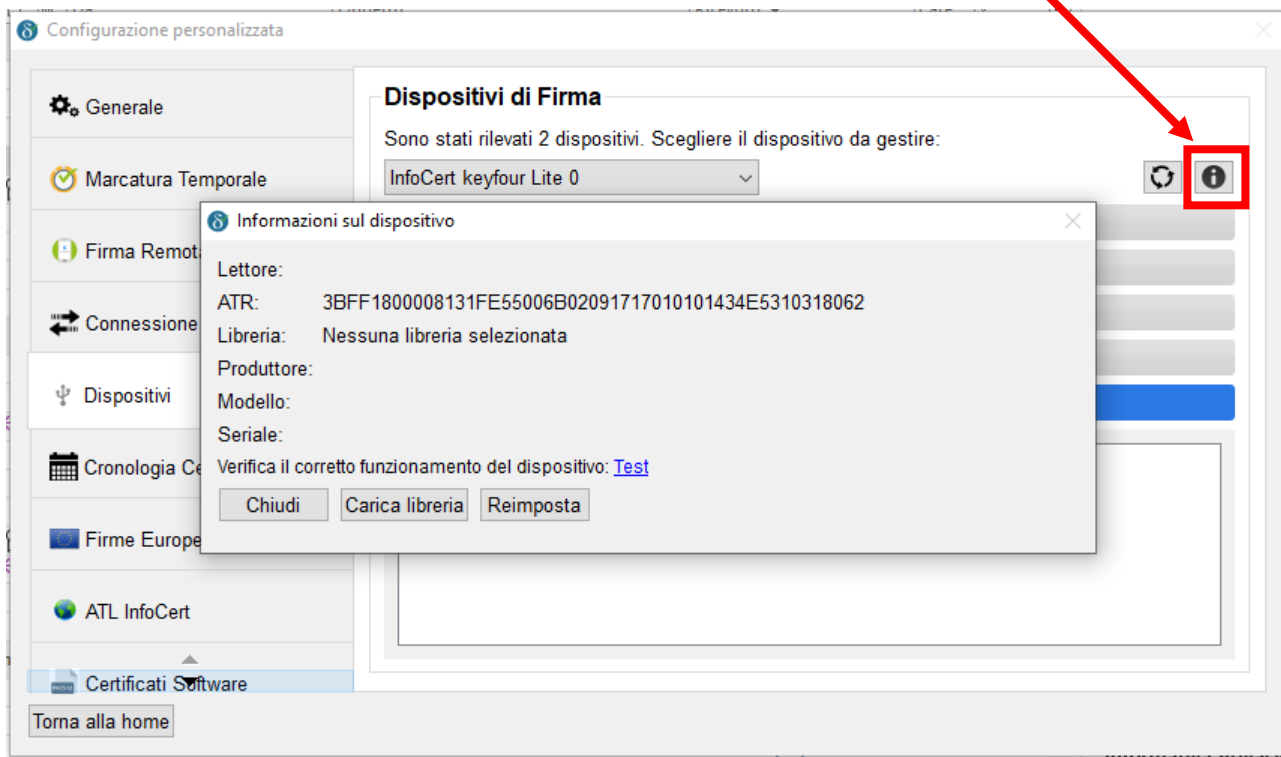 Configurazione personalizzata
Generale
Marcatura Temporale
Firma Remot
Connessione
Dispositivi
Cronologia Ce
Firme Europe
ATL InfoCert
Certificati Software
Torna alla home
Dispositivi di Firma
Sono stati rilevati 2 dispositivi. Scegliere il dispositivo da gestire:
InfoCert keyfour Lite 0
Informazioni sul dispositivo
Lettore:
ATR: 3BFF1800008131FE55006B02091717010101434E5310318062
Libreria: Nessuna libreria selezionata
Produttore:
Modello:
Seriale:
Verifica il corretto funzionamento del dispositivo: Test
Chiudi Carica libreria Reimposta